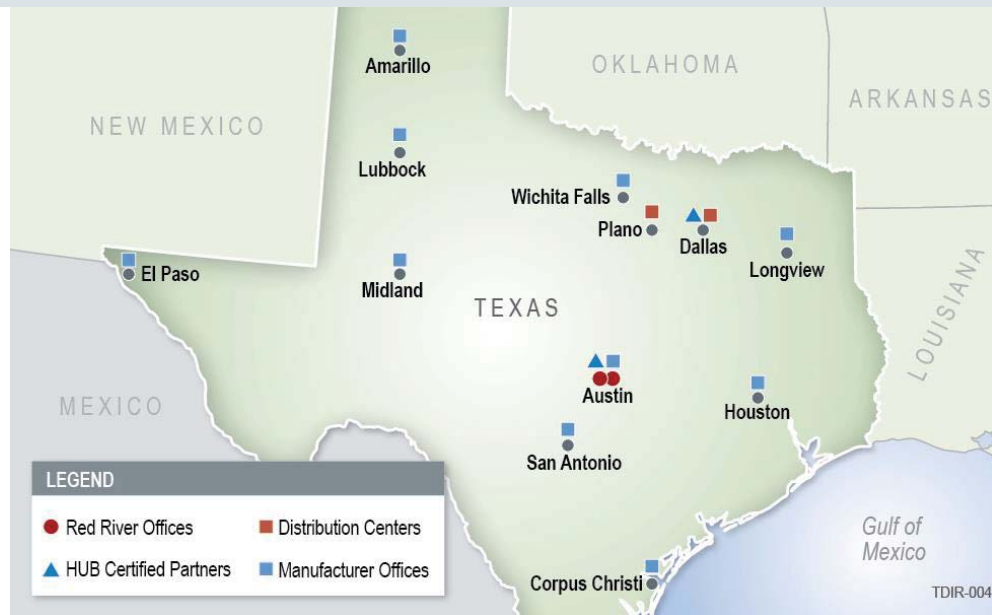 Amarillo
OKLAHOMA
ARKANSAS
NEW MEXICO
Lubbock
Wichita Falls
Plano
Dallas
Longview
El Paso
Midland
TEXAS
LOUISIANA
Austin
Houston
MEXICO
San Antonio
LEGEND
Red River Offices
Distribution Centers
HUB Certified Partners
Manufacturer Offices
Gulf of
Mexico
Corpus Christi
TDIR-004